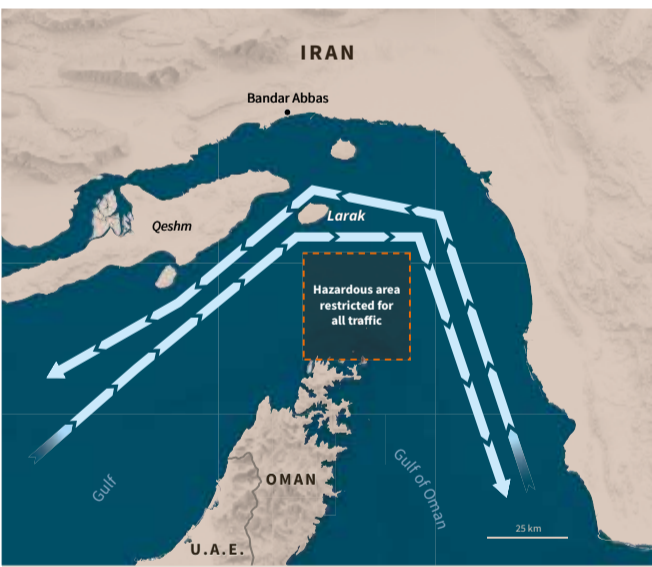 IRAN
Bandar Abbas
Larak
Qeshm
Hazardous area
restricted for
all traffic
Gulf
Gulf of Oman
OMAN
25 km
U.A.E.